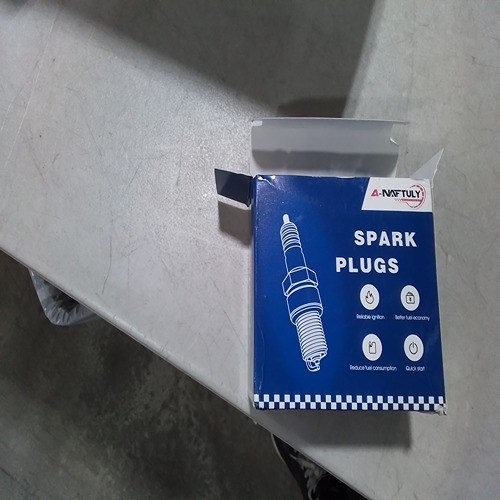 A-NAFTULY
SPARK
PLUGS
Reliable ignition
Better fuel economy
Reduce fuel consumption
Quick start